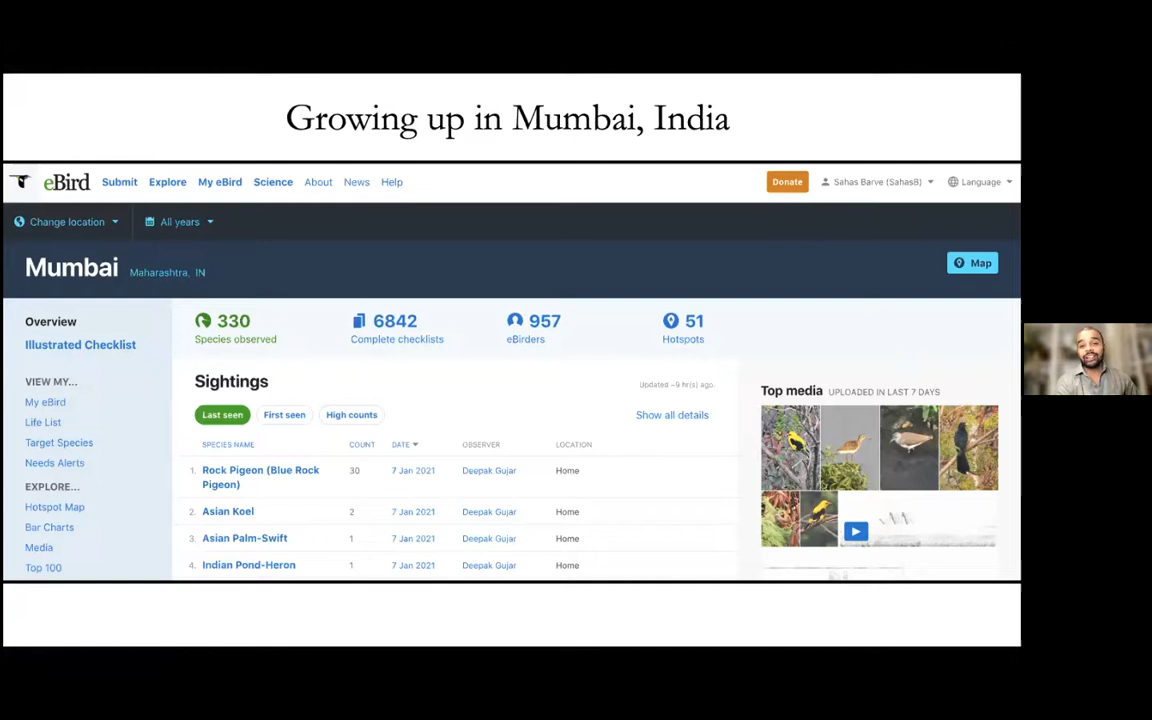 Growing up in Mumbai, India
eBird Submit Explore My eBird Science About News Help Donate Sahas Barve (Sahas8) Language
Change location All years
Mumbai Maharashtra, IN Map
Overview
Illustrated Checklist
VIEW MY...
My eBird
Life List
Target Species
Needs Alerts
EXPLORE...
Hotspot Map
Bar Charts
Media
Top 100
330 6842 957 51
Species observed Complete checklists eBirders Hotspots
Sightings Updated ~9 hr(s) ago.
Last seen First seen High counts Show all details
SPECIES NAME COUNT DATE OBSERVER LOCATION
1. Rock Pigeon (Blue Rock 30 7 Jan 2021 Deepak Gujar Home
Pigeon)
2. Asian Koel 2 7 Jan 2021 Deepak Gujar Home
3. Asian Palm-Swift 1 7 Jan 2021 Deepak Gujar Home
4. Indian Pond-Heron 1 7 Jan 2021 Deepak Gujar Home
Top media UPLOADED IN LAST 7 DAYS